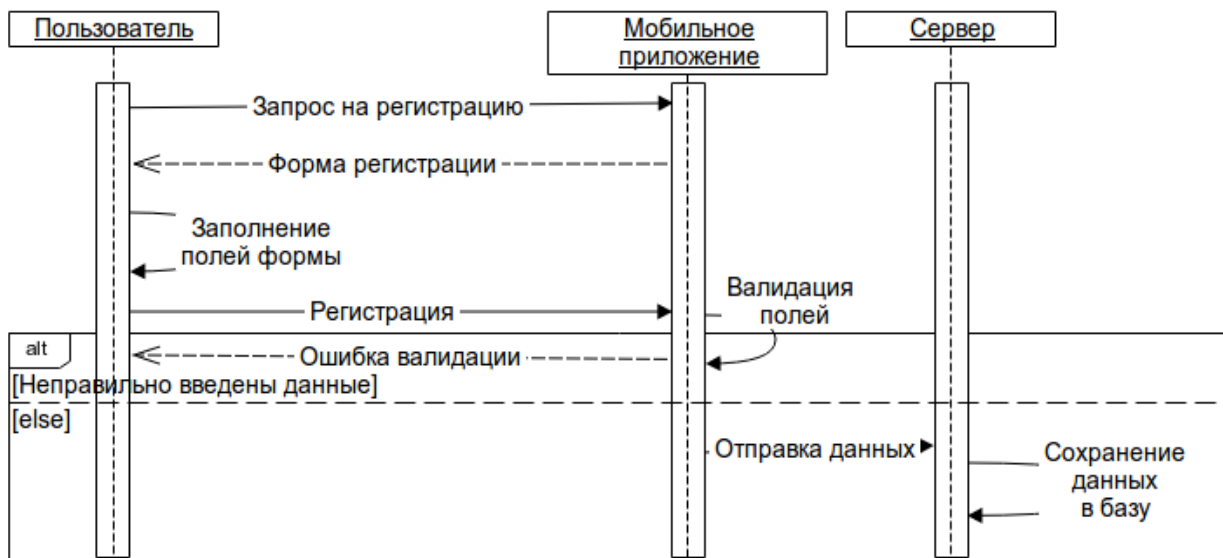 Пользователь
Мобильное
приложение
Сервер
Запрос на регистрацию
Форма регистрации
Заполнение
полей формы
Регистрация
Валидация
полей
alt
Ошибка валидации
[Неправильно введены данные]
[else]
Отправка данных
Сохранение
данных
в базу